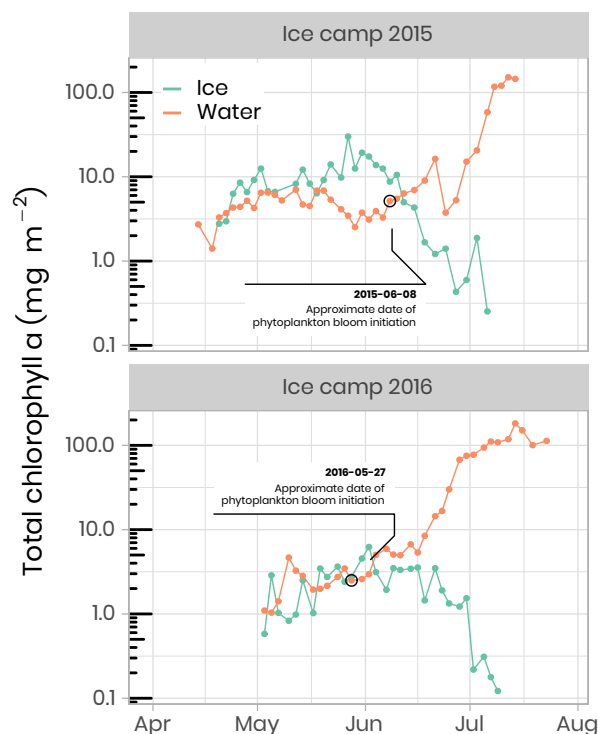 Ice camp 2015
Ice
Water
100.0
10.0
1.0
0.1
2015-06-08
Approximate date of
phytoplankton bloom initiation
Total chlorophyll a (mg m⁻²)
Ice camp 2016
100.0
10.0
1.0
0.1
2016-05-27
Approximate date of
phytoplankton bloom initiation
Apr May Jun Jul Aug